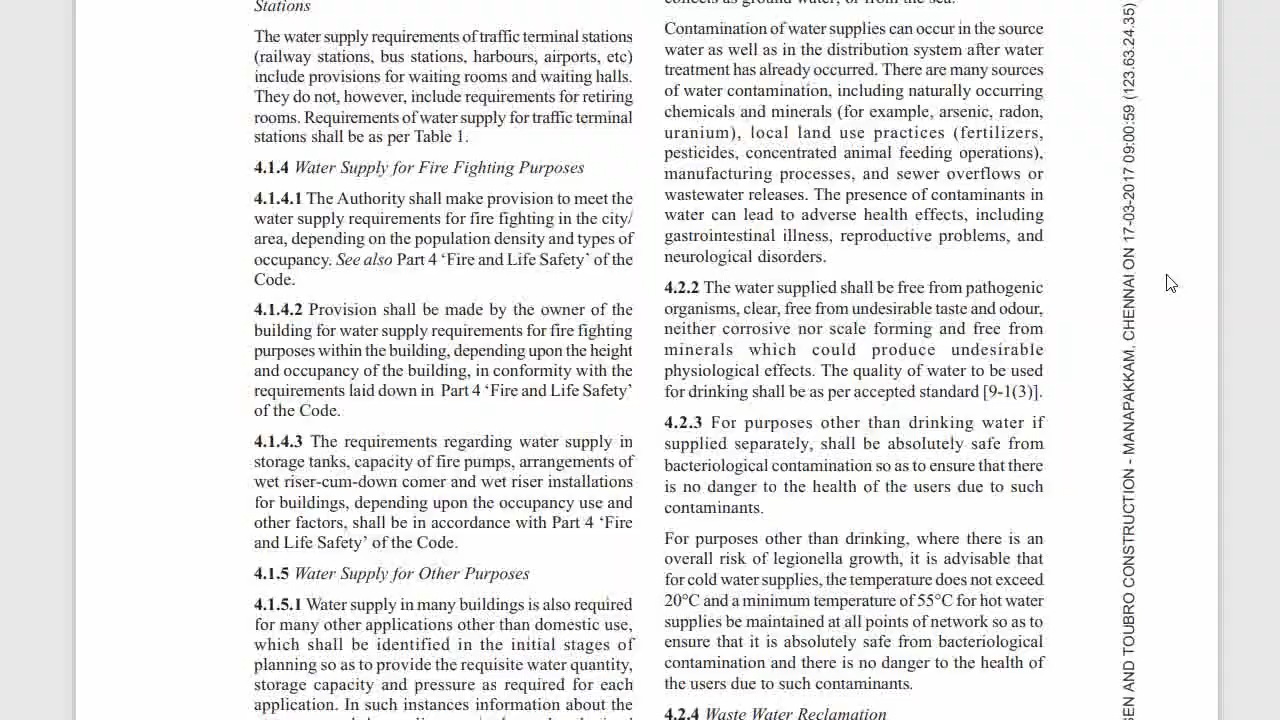 Stations
The water supply requirements of traffic terminal stations
(railway stations, bus stations, harbours, airports, etc)
include provisions for waiting rooms and waiting halls.
They do not, however, include requirements for retiring
rooms. Requirements of water supply for traffic terminal
stations shall be as per Table 1.
4.1.4 Water Supply for Fire Fighting Purposes
4.1.4.1 The Authority shall make provision to meet the
water supply requirements for fire fighting in the city/
area, depending on the population density and types of
occupancy. See also Part 4 ‘Fire and Life Safety’ of the
Code.
4.1.4.2 Provision shall be made by the owner of the
building for water supply requirements for fire fighting
purposes within the building, depending upon the height
and occupancy of the building, in conformity with the
requirements laid down in Part 4 ‘Fire and Life Safety’
of the Code.
4.1.4.3 The requirements regarding water supply in
storage tanks, capacity of fire pumps, arrangements of
wet riser-cum-down comer and wet riser installations
for buildings, depending upon the occupancy use and
other factors, shall be in accordance with Part 4 ‘Fire
and Life Safety’ of the Code.
4.1.5 Water Supply for Other Purposes
4.1.5.1 Water supply in many buildings is also required
for many other applications other than domestic use,
which shall be identified in the initial stages of
planning so as to provide the requisite water quantity,
storage capacity and pressure as required for each
application. In such instances information about the
Contamination of water supplies can occur in the source
water as well as in the distribution system after water
treatment has already occurred. There are many sources
of water contamination, including naturally occurring
chemicals and minerals (for example, arsenic, radon,
uranium), local land use practices (fertilizers,
pesticides, concentrated animal feeding operations),
manufacturing processes, and sewer overflows or
wastewater releases. The presence of contaminants in
water can lead to adverse health effects, including
gastrointestinal illness, reproductive problems, and
neurological disorders.
4.2.2 The water supplied shall be free from pathogenic
organisms, clear, free from undesirable taste and odour,
neither corrosive nor scale forming and free from
minerals which could produce undesirable
physiological effects. The quality of water to be used
for drinking shall be as per accepted standard [9-1(3)].
4.2.3 For purposes other than drinking water if
supplied separately, shall be absolutely safe from
bacteriological contamination so as to ensure that there
is no danger to the health of the users due to such
contaminants.
For purposes other than drinking, where there is an
overall risk of legionella growth, it is advisable that
for cold water supplies, the temperature does not exceed
20°C and a minimum temperature of 55°C for hot water
supplies be maintained at all points of network so as to
ensure that it is absolutely safe from bacteriological
contamination and there is no danger to the health of
the users due to such contaminants.
4.2.4 Waste Water Reclamation
SEN AND TOUBRO CONSTRUCTION - MANAPAKKAM, CHENNAI ON 17-03-2017 09:00:59 (123.63.24.35)